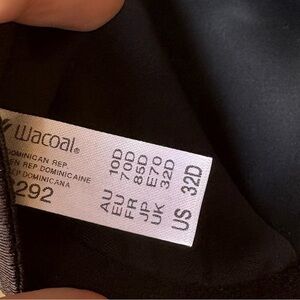 Wacoal®
DOMINICAN REP
EN REP DOMINICAINE
REP DOMINICANA
292
AU 10D
EU 70D
FR 85D
JP E70
UK 32D
US 32D